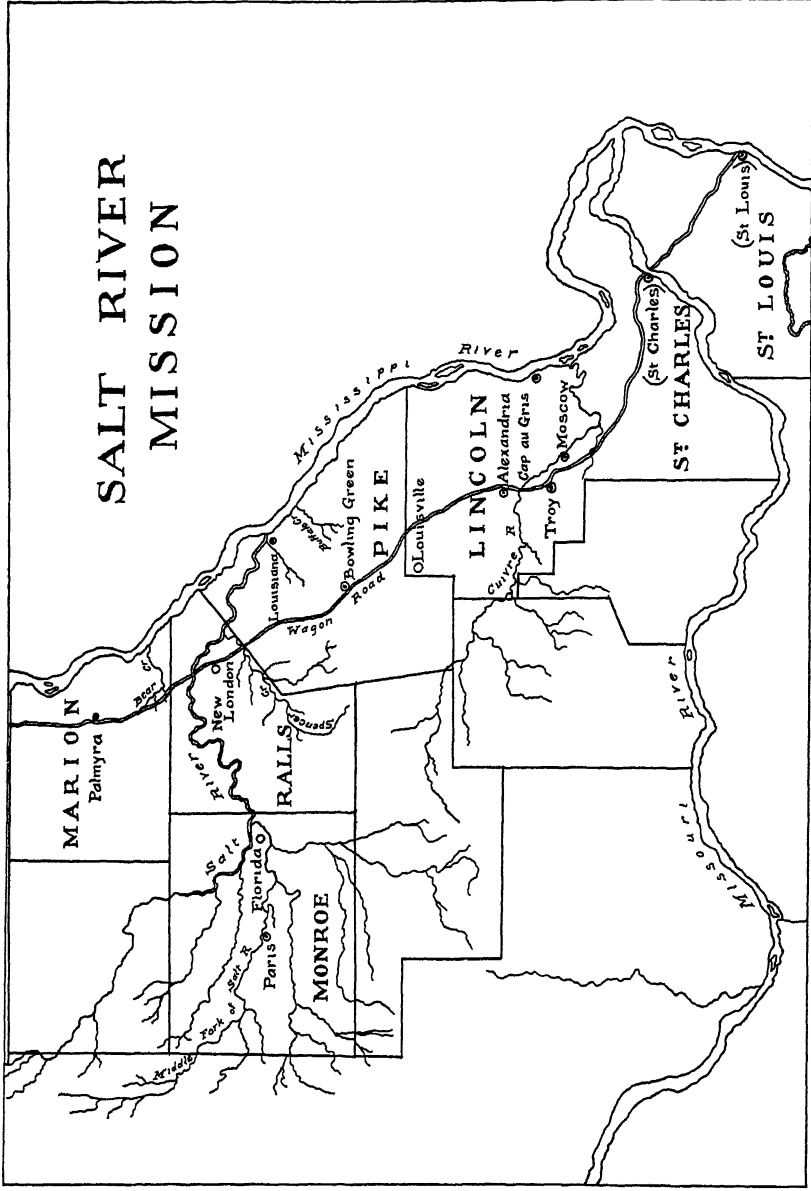 SALT RIVER
MISSION
MARION
Palmyra
Bear Cr
Mississippi River
New
London
Salt River
RALLS
Spencer Cr
Florida
Paris
MONROE
Middle Fork of Salt R
Louisiana
Buffalo Cr
Bowling Green
PIKE
Wagon Road
Louisville
LINCOLN
Alexandria
Cap au Gris
Moscow
Troy
Cuivre R
(St Charles)
ST CHARLES
(St Louis)
ST LOUIS
Missouri River